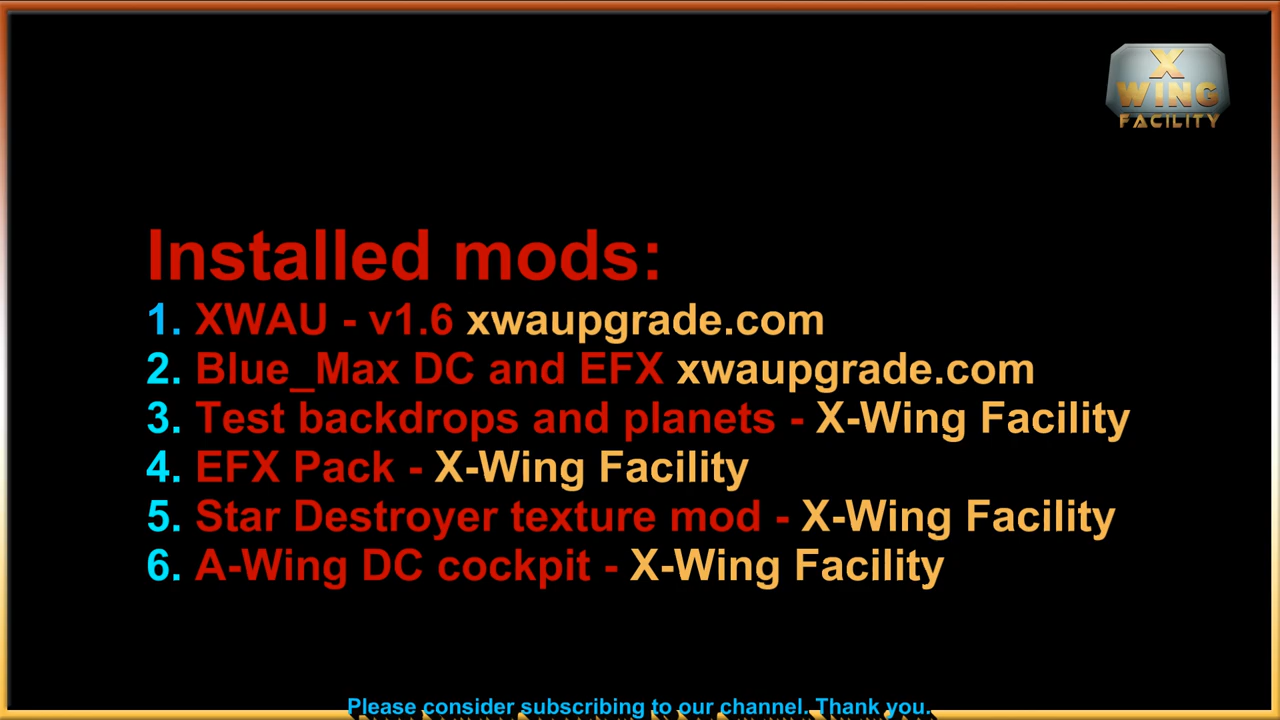 X
WING
FACILITY
Installed mods:
1. XWAU - v1.6 xwaupgrade.com
2. Blue_Max DC and EFX xwaupgrade.com
3. Test backdrops and planets - X-Wing Facility
4. EFX Pack - X-Wing Facility
5. Star Destroyer texture mod - X-Wing Facility
6. A-Wing DC cockpit - X-Wing Facility
Please consider subscribing to our channel. Thank you.